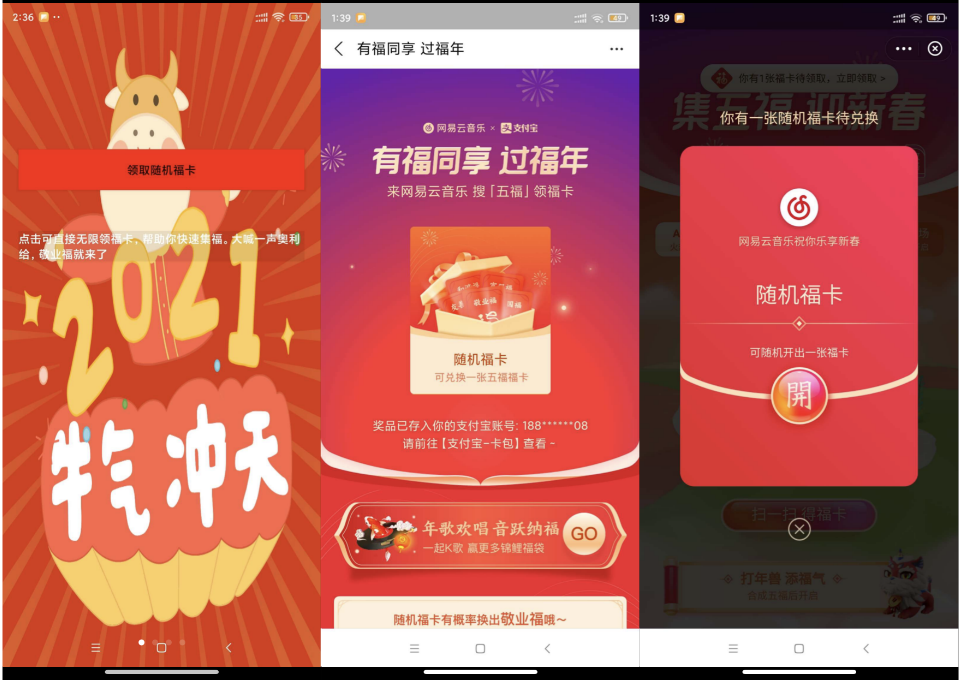 2:36
领取随机福卡
点击可直接无限领福卡、帮助你快速集福。大喊一声奥利
给，敬业福就来了
2021
牛气冲天
1:39
有福同享 过福年
网易云音乐 × 支付宝
有福同享 过福年
来网易云音乐 搜「五福」领福卡
敬业福
随机福卡
可兑换一张五福福卡
奖品已存入你的支付宝账号: 188******08
请前往【支付宝-卡包】查看 ~
年歌欢唱 音跃纳福
一起K歌 赢更多锦鲤福袋
GO
随机福卡有概率换出敬业福哦~
1:39
你有1张福卡待领取，立即领取 >
集五福 迎新春
你有一张随机福卡待兑换
网易云音乐祝你乐享新春
随机福卡
可随机开出一张福卡
開
扫一扫 得福卡
打年兽 添福气
合成五福后开启